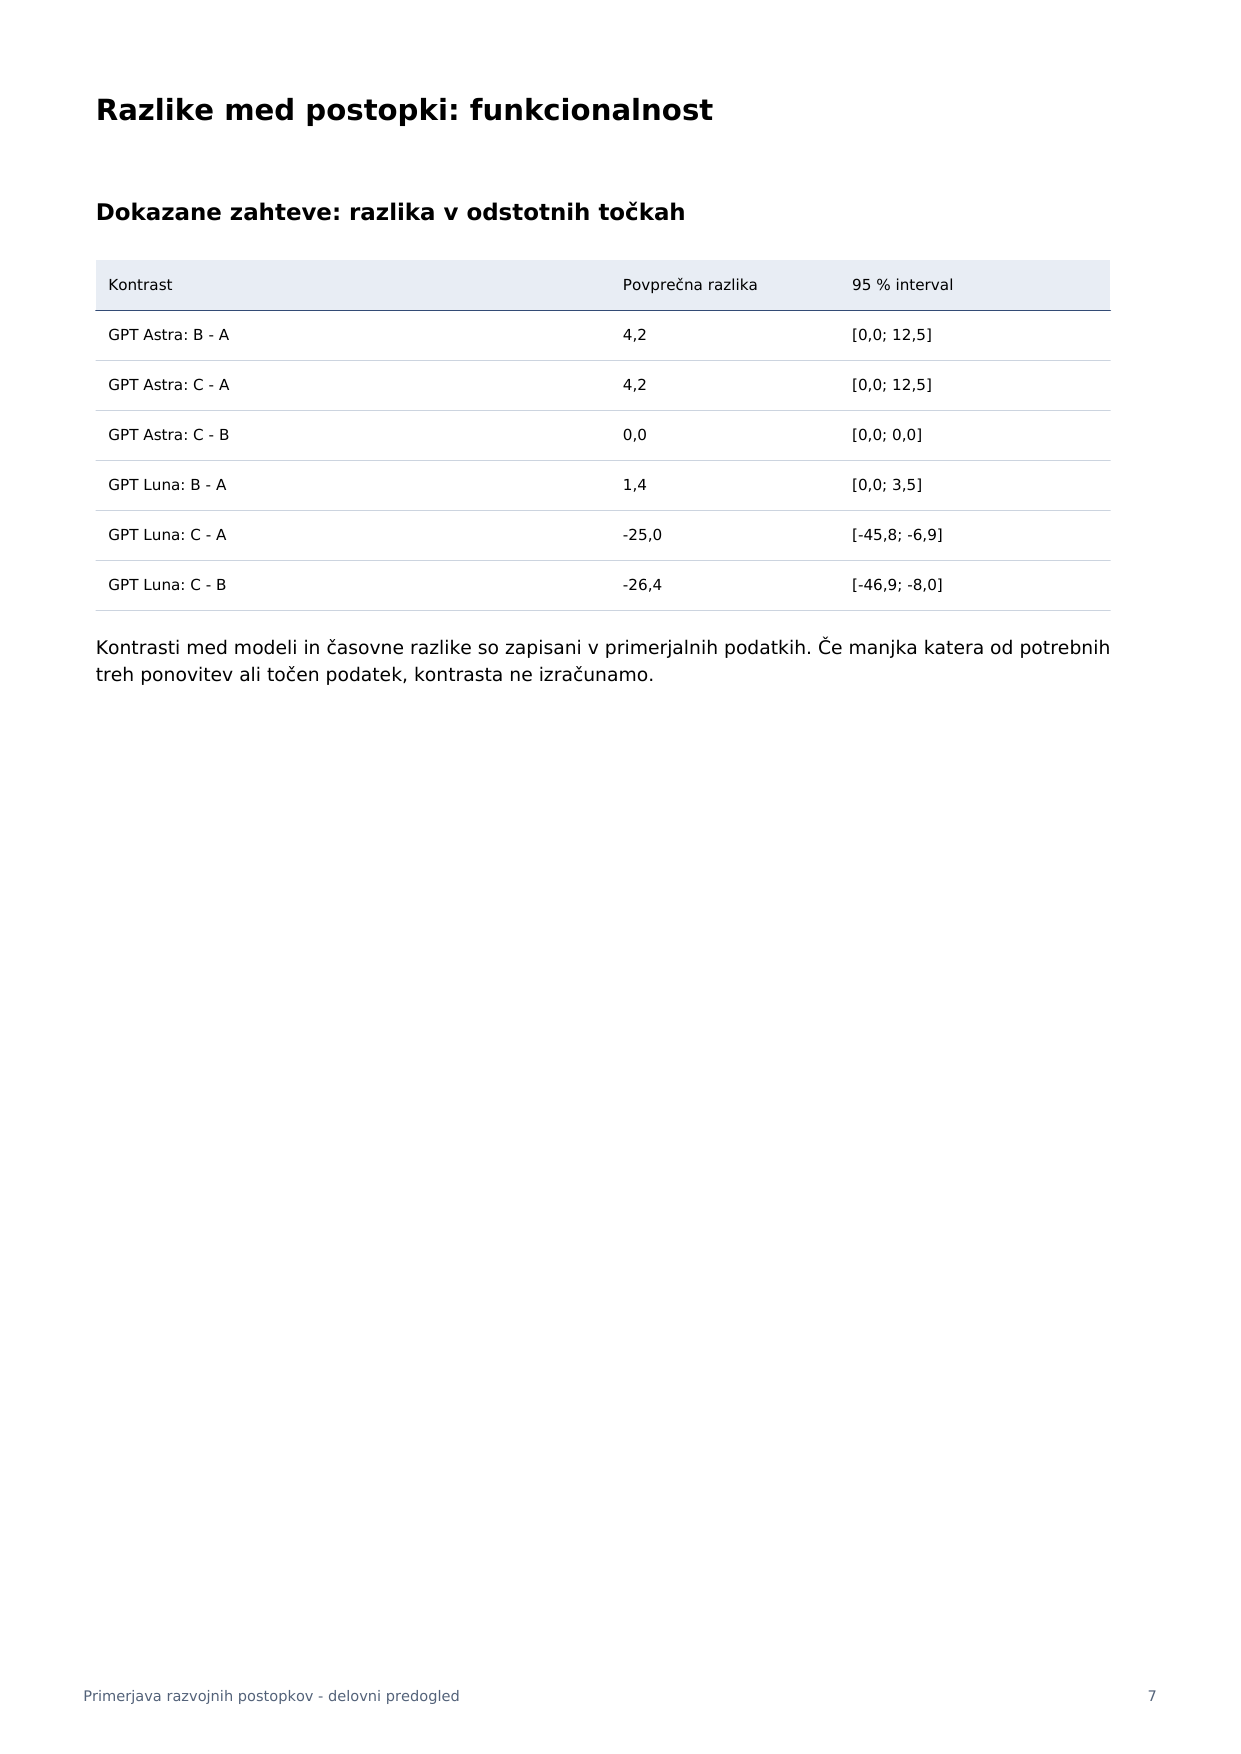 Razlike med postopki: funkcionalnost
Dokazane zahteve: razlika v odstotnih točkah
Kontrast Povprečna razlika 95 % interval
GPT Astra: B - A 4,2 [0,0; 12,5]
GPT Astra: C - A 4,2 [0,0; 12,5]
GPT Astra: C - B 0,0 [0,0; 0,0]
GPT Luna: B - A 1,4 [0,0; 3,5]
GPT Luna: C - A -25,0 [-45,8; -6,9]
GPT Luna: C - B -26,4 [-46,9; -8,0]
Kontrasti med modeli in časovne razlike so zapisani v primerjalnih podatkih. Če manjka katera od potrebnih
treh ponovitev ali točen podatek, kontrasta ne izračunamo.
Primerjava razvojnih postopkov - delovni predogled 7